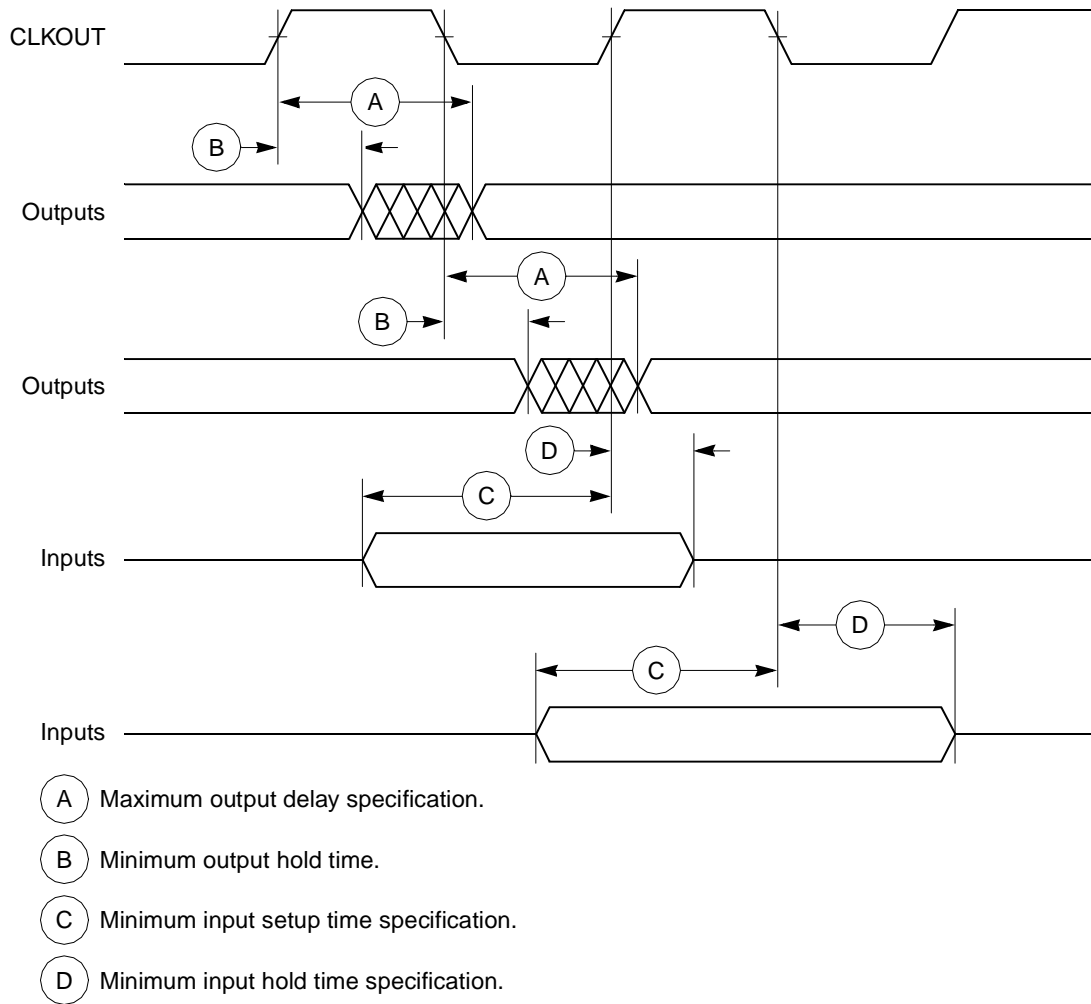 CLKOUT
A
B
Outputs
A
B
Outputs
D
C
Inputs
D
C
Inputs
A Maximum output delay specification.
B Minimum output hold time.
C Minimum input setup time specification.
D Minimum input hold time specification.